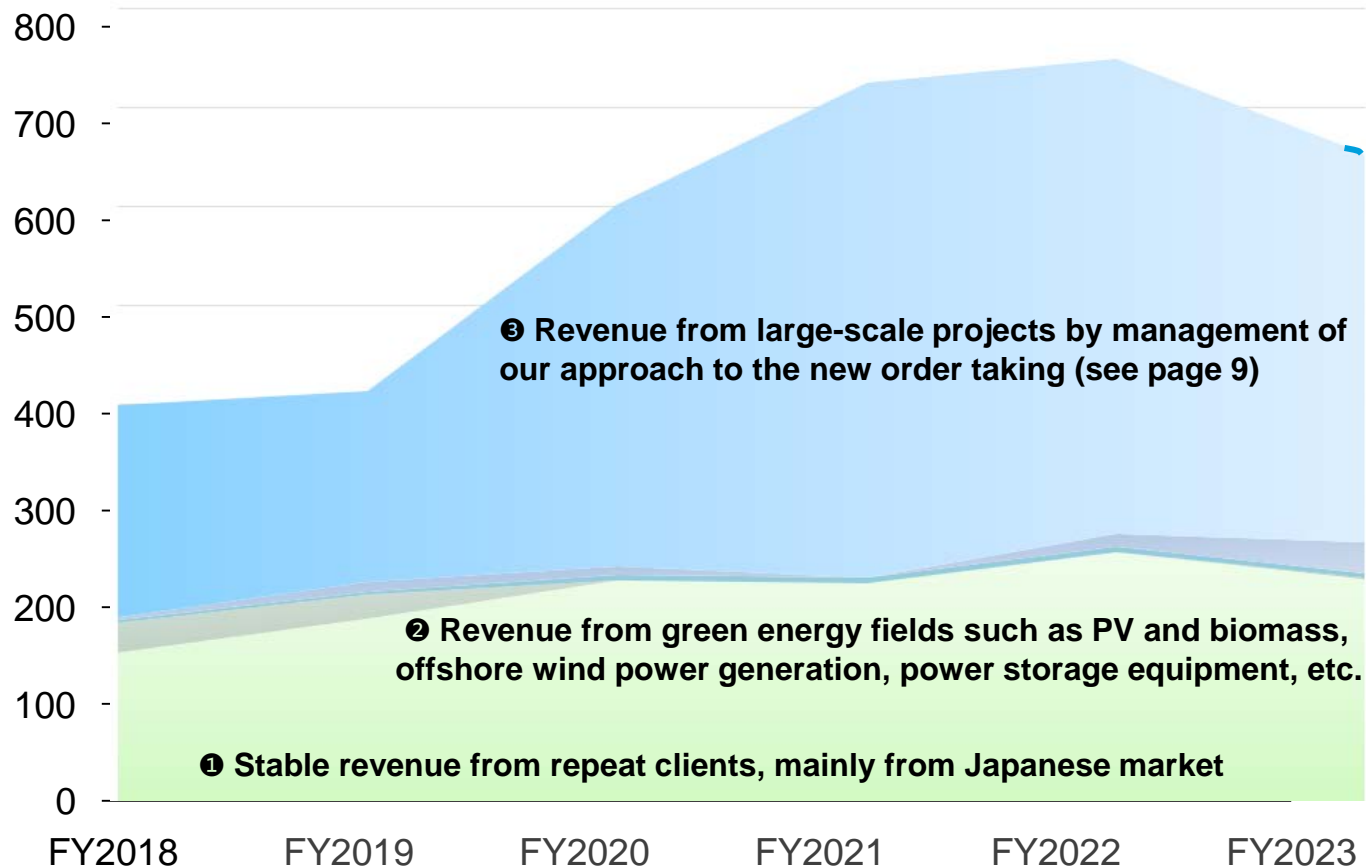 800
700
600
500
400
300
200
100
0
❸ Revenue from large-scale projects by management of
our approach to the new order taking (see page 9)
❷ Revenue from green energy fields such as PV and biomass,
offshore wind power generation, power storage equipment, etc.
❶ Stable revenue from repeat clients, mainly from Japanese market
FY2018 FY2019 FY2020 FY2021 FY2022 FY2023